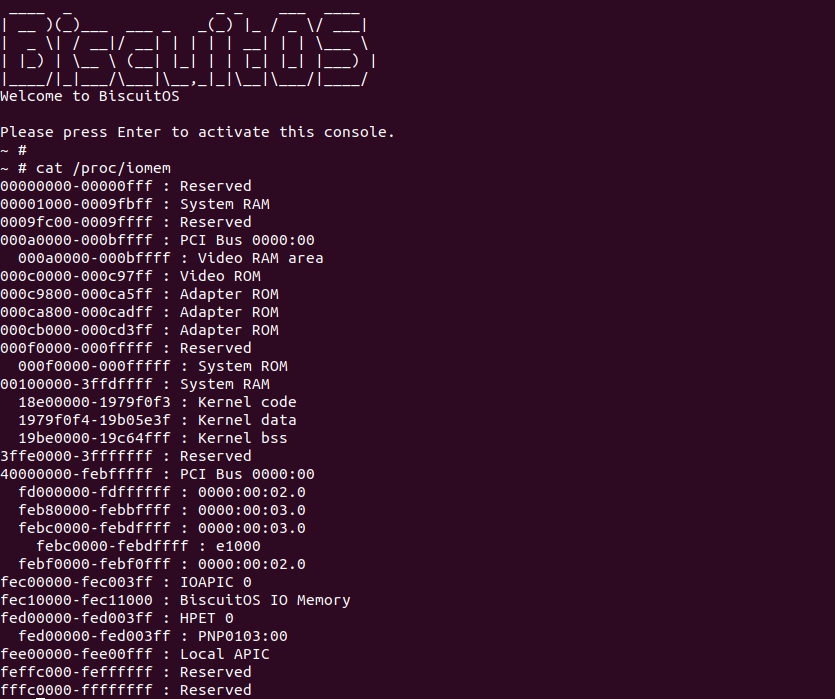 BiscuitOS
Welcome to BiscuitOS
Please press Enter to activate this console.
~ #
~ # cat /proc/iomem
00000000-00000fff : Reserved
00001000-0009fbff : System RAM
0009fc00-0009ffff : Reserved
000a0000-000bffff : PCI Bus 0000:00
  000a0000-000bffff : Video RAM area
000c0000-000c97ff : Video ROM
000c9800-000ca5ff : Adapter ROM
000ca800-000cadff : Adapter ROM
000cb000-000cd3ff : Adapter ROM
000f0000-000fffff : Reserved
  000f0000-000fffff : System ROM
00100000-3ffdffff : System RAM
  18e00000-1979f0f3 : Kernel code
  1979f0f4-19b05e3f : Kernel data
  19be0000-19c64fff : Kernel bss
3ffe0000-3fffffff : Reserved
40000000-febfffff : PCI Bus 0000:00
  fd000000-fdffffff : 0000:00:02.0
  feb80000-febbffff : 0000:00:03.0
  febc0000-febdffff : 0000:00:03.0
    febc0000-febdffff : e1000
  febf0000-febf0fff : 0000:00:02.0
fec00000-fec003ff : IOAPIC 0
fec10000-fec11000 : BiscuitOS IO Memory
fed00000-fed003ff : HPET 0
  fed00000-fed003ff : PNP0103:00
fee00000-fee00fff : Local APIC
feffc000-feffffff : Reserved
fffc0000-ffffffff : Reserved